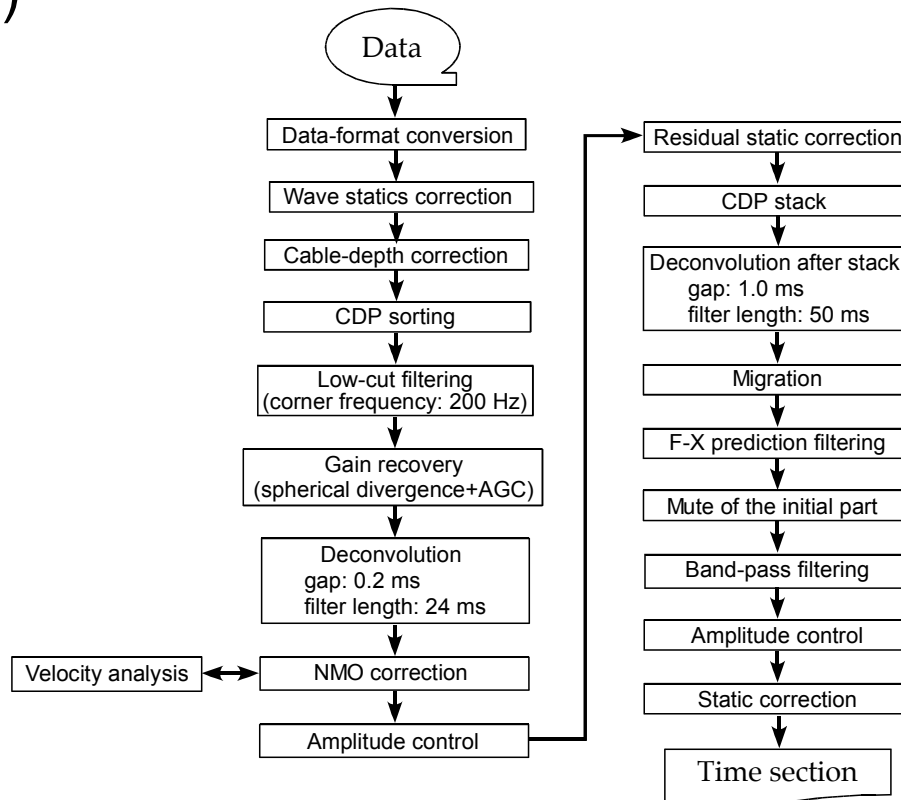 )
Data
Data-format conversion
Wave statics correction
Cable-depth correction
CDP sorting
Low-cut filtering
(corner frequency: 200 Hz)
Gain recovery
(spherical divergence+AGC)
Deconvolution
gap: 0.2 ms
filter length: 24 ms
Velocity analysis
NMO correction
Amplitude control
Residual static correction
CDP stack
Deconvolution after stack
gap: 1.0 ms
filter length: 50 ms
Migration
F-X prediction filtering
Mute of the initial part
Band-pass filtering
Amplitude control
Static correction
Time section